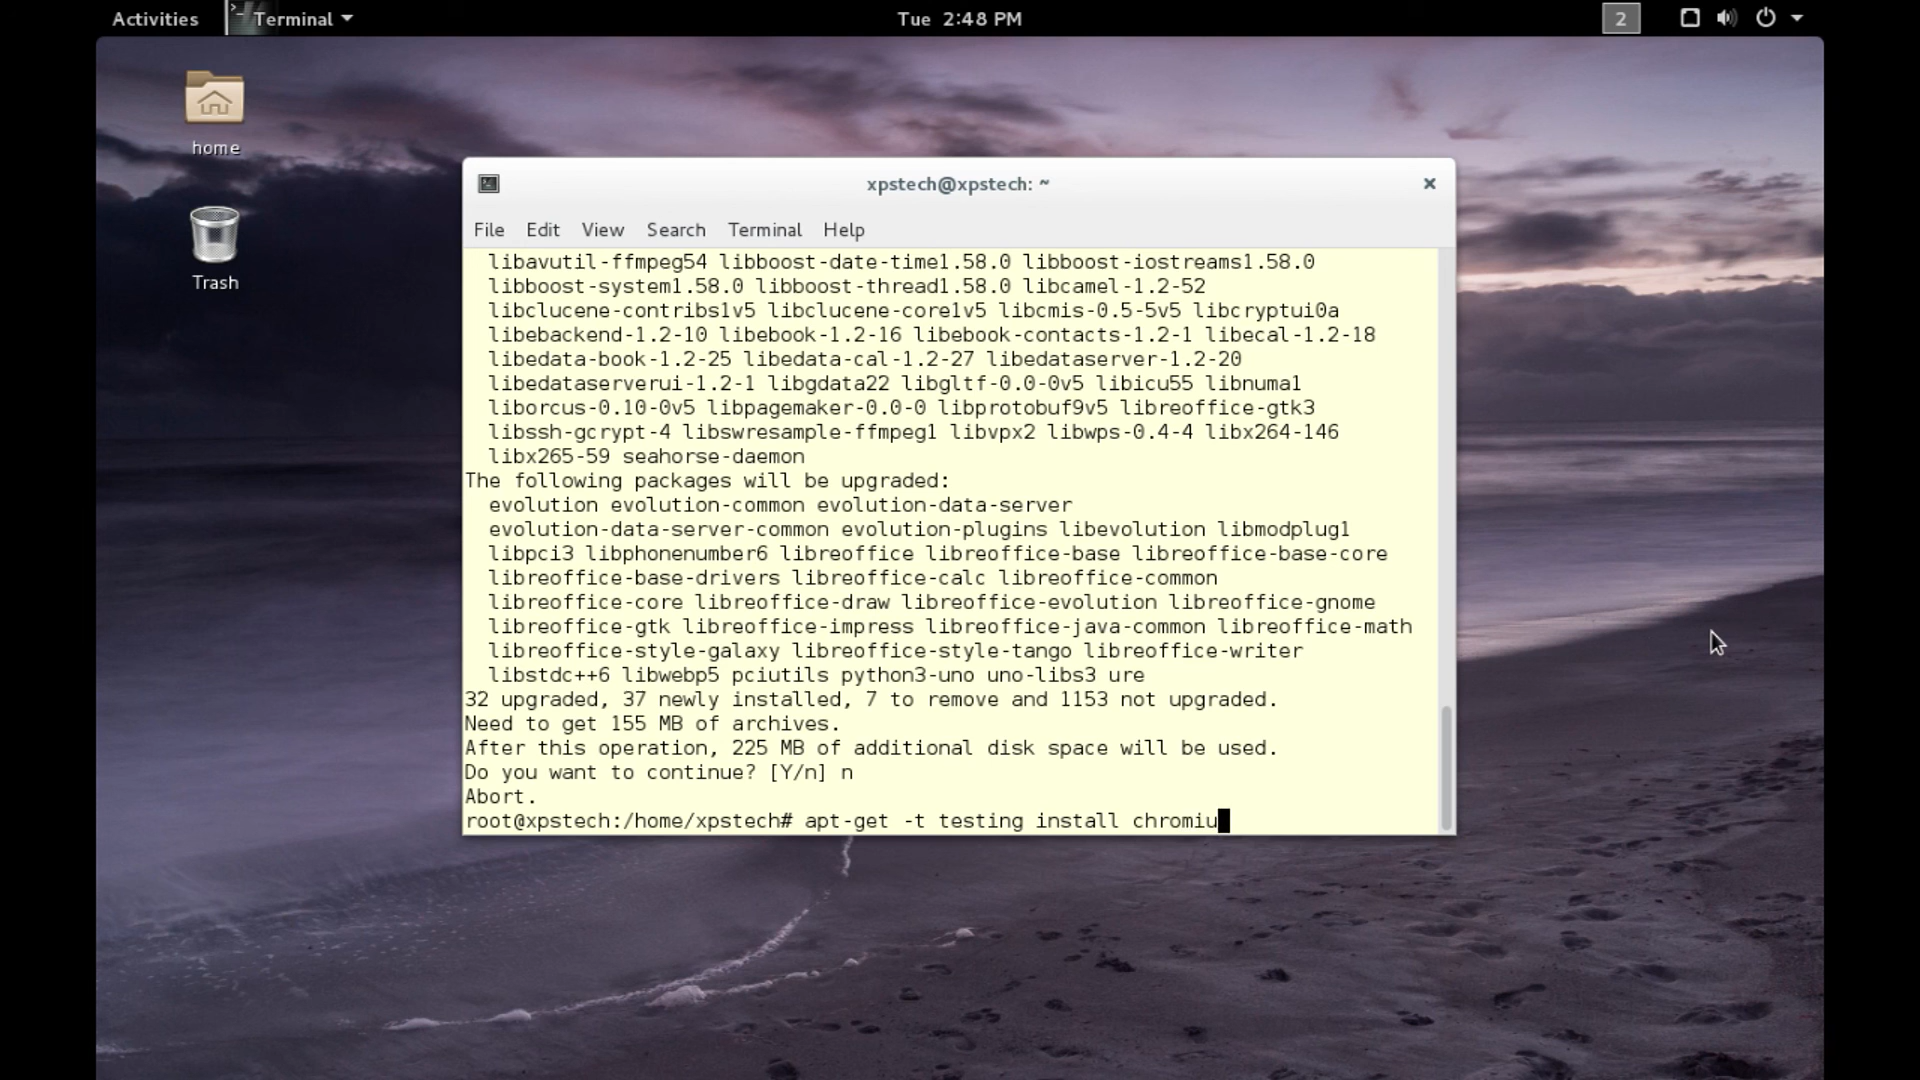 Activities Terminal Tue 2:48 PM 2
home
Trash
xpstech@xpstech: ~
File Edit View Search Terminal Help
libavutil-ffmpeg54 libboost-date-time1.58.0 libboost-iostreams1.58.0
libboost-system1.58.0 libboost-thread1.58.0 libcamel-1.2-52
libclucene-contribs1v5 libclucene-core1v5 libcmis-0.5-5v5 libcryptui0a
libebackend-1.2-10 libebook-1.2-16 libebook-contacts-1.2-1 libecal-1.2-18
libedata-book-1.2-25 libedata-cal-1.2-27 libedataserver-1.2-20
libedataserverui-1.2-1 libgdata22 libgltf-0.0-0v5 libicu55 libnuma1
liborcus-0.10-0v5 libpagemaker-0.0-0 libprotobuf9v5 libreoffice-gtk3
libssh-gcrypt-4 libswresample-ffmpeg1 libvpx2 libwps-0.4-4 libx264-146
libx265-59 seahorse-daemon
The following packages will be upgraded:
evolution evolution-common evolution-data-server
evolution-data-server-common evolution-plugins libevolution libmodplug1
libpci3 libphonenumber6 libreoffice libreoffice-base libreoffice-base-core
libreoffice-base-drivers libreoffice-calc libreoffice-common
libreoffice-core libreoffice-draw libreoffice-evolution libreoffice-gnome
libreoffice-gtk libreoffice-impress libreoffice-java-common libreoffice-math
libreoffice-style-galaxy libreoffice-style-tango libreoffice-writer
libstdc++6 libwebp5 pciutils python3-uno uno-libs3 ure
32 upgraded, 37 newly installed, 7 to remove and 1153 not upgraded.
Need to get 155 MB of archives.
After this operation, 225 MB of additional disk space will be used.
Do you want to continue? [Y/n] n
Abort.
root@xpstech:/home/xpstech# apt-get -t testing install chromiu